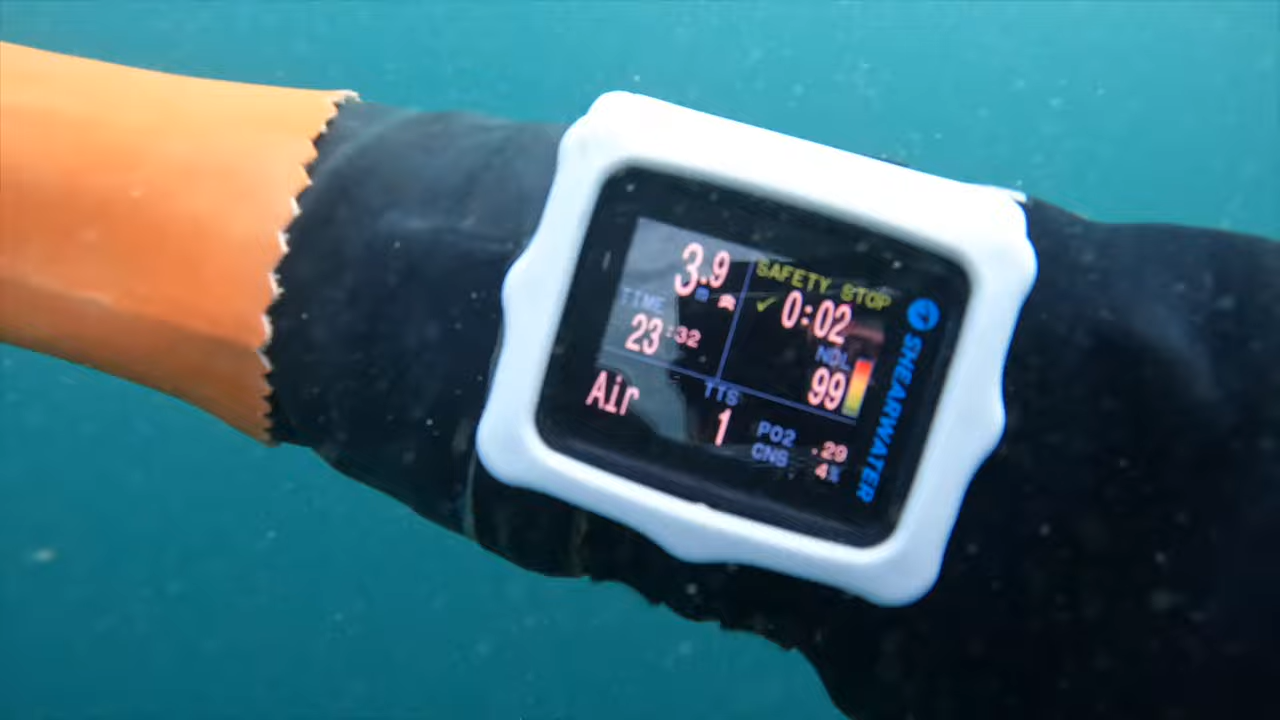 3.9
m
TIME
23:32
SAFETY STOP
✓ 0:02
NDL
99
Air
TTS
1
PO2 .29
CNS 4%
SHEARWATER